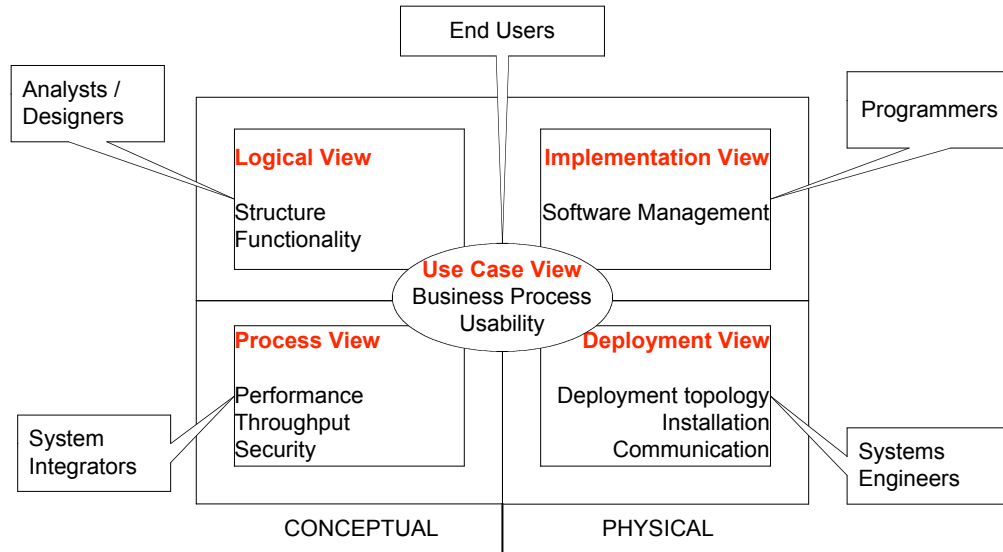 End Users
Analysts /
Designers
Programmers
Logical View
Structure
Functionality
Implementation View
Software Management
Use Case View
Business Process
Usability
Process View
Performance
Throughput
Security
Deployment View
Deployment topology
Installation
Communication
System
Integrators
Systems
Engineers
CONCEPTUAL
PHYSICAL